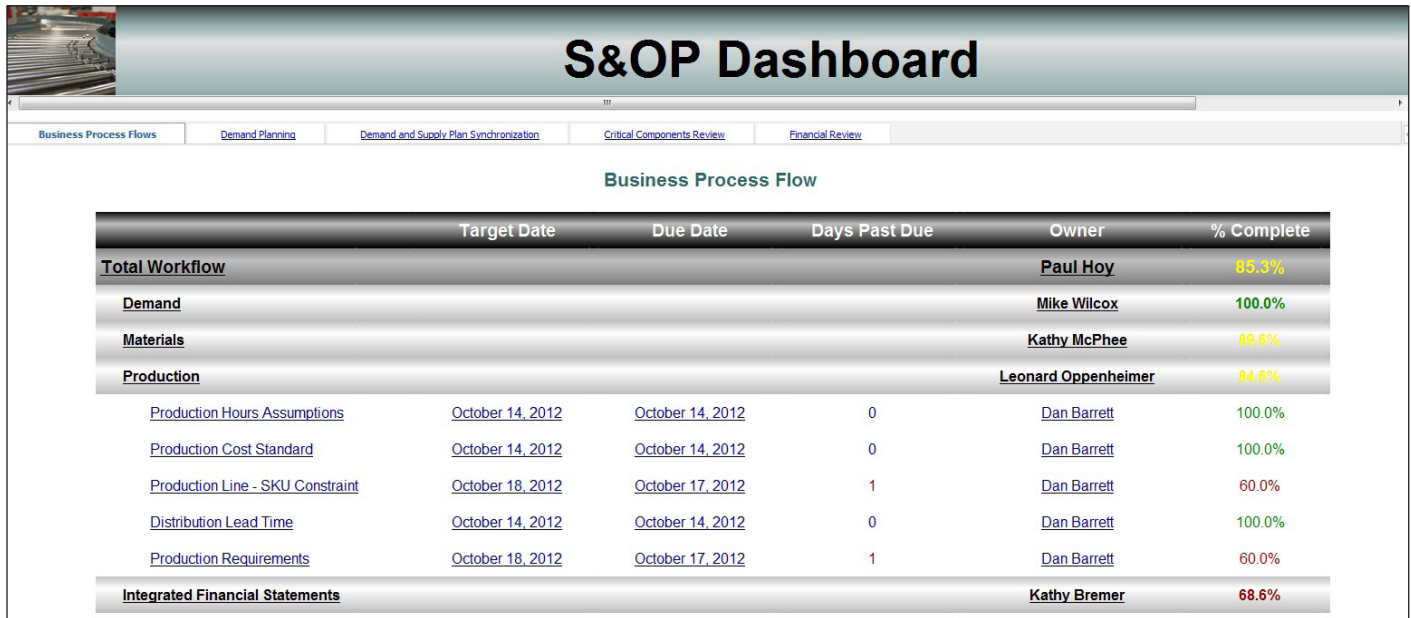 S&OP Dashboard
Business Process Flows Demand Planning Demand and Supply Plan Synchronization Critical Components Review Financial Review
Business Process Flow
Target Date Due Date Days Past Due Owner % Complete
Total Workflow Paul Hoy 85.3%
Demand Mike Wilcox 100.0%
Materials Kathy McPhee 89.6%
Production Leonard Oppenheimer 84.6%
Production Hours Assumptions October 14, 2012 October 14, 2012 0 Dan Barrett 100.0%
Production Cost Standard October 14, 2012 October 14, 2012 0 Dan Barrett 100.0%
Production Line - SKU Constraint October 18, 2012 October 17, 2012 1 Dan Barrett 60.0%
Distribution Lead Time October 14, 2012 October 14, 2012 0 Dan Barrett 100.0%
Production Requirements October 18, 2012 October 17, 2012 1 Dan Barrett 60.0%
Integrated Financial Statements Kathy Bremer 68.6%